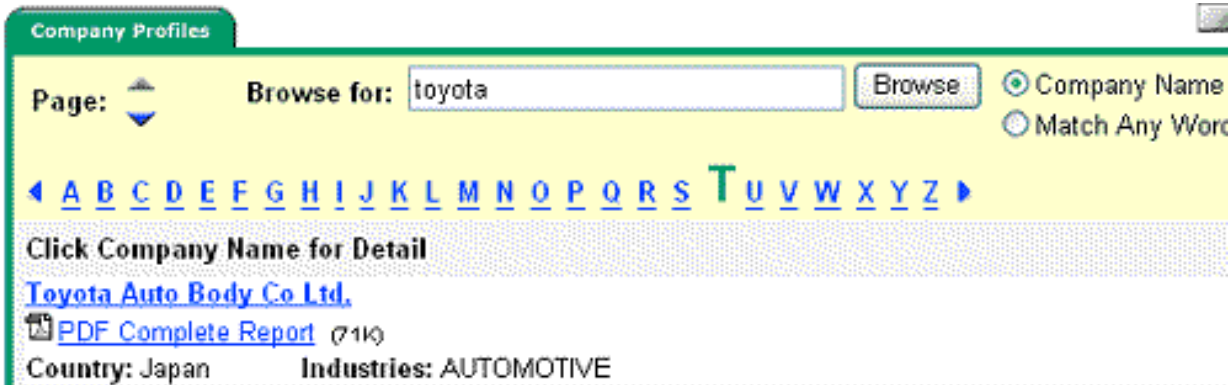 Company Profiles
Page: Browse for: toyota Browse Company Name
Match Any Word
A B C D E F G H I J K L M N O P Q R S T U V W X Y Z
Click Company Name for Detail
Toyota Auto Body Co Ltd.
PDF Complete Report (71K)
Country: Japan Industries: AUTOMOTIVE